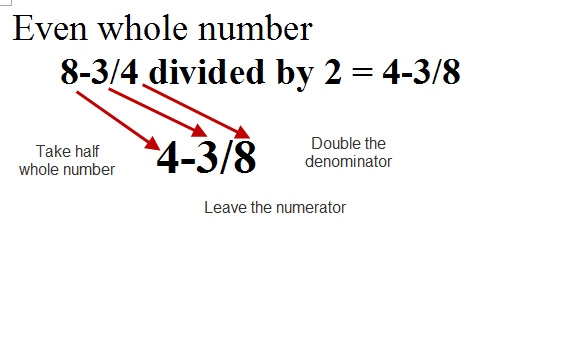 Even whole number
8-3/4 divided by 2 = 4-3/8
Take half
whole number
4-3/8
Double the
denominator
Leave the numerator